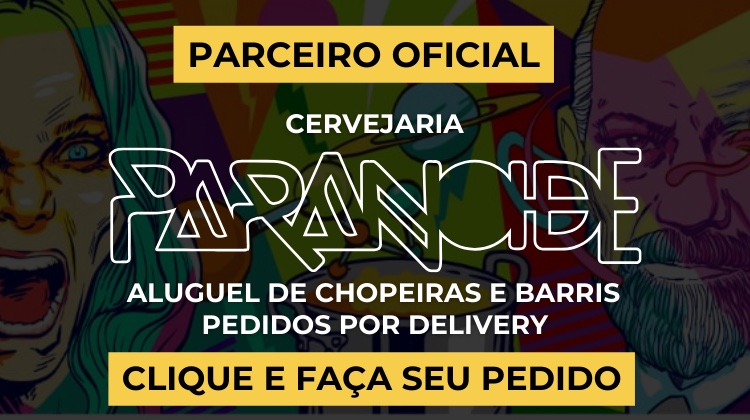 PARCEIRO OFICIAL
CERVEJARIA
PARANOIDE
ALUGUEL DE CHOPEIRAS E BARRIS
PEDIDOS POR DELIVERY
CLIQUE E FAÇA SEU PEDIDO